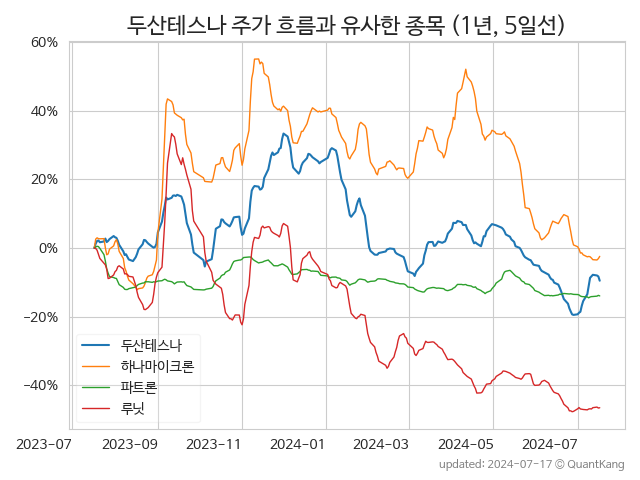 두산테스나 주가 흐름과 유사한 종목 (1년, 5일선)
60%
40%
20%
0%
−20%
−40%
두산테스나
하나마이크론
파트론
루닛
2023-07 2023-09 2023-11 2024-01 2024-03 2024-05 2024-07
updated: 2024-07-17 © QuantKang